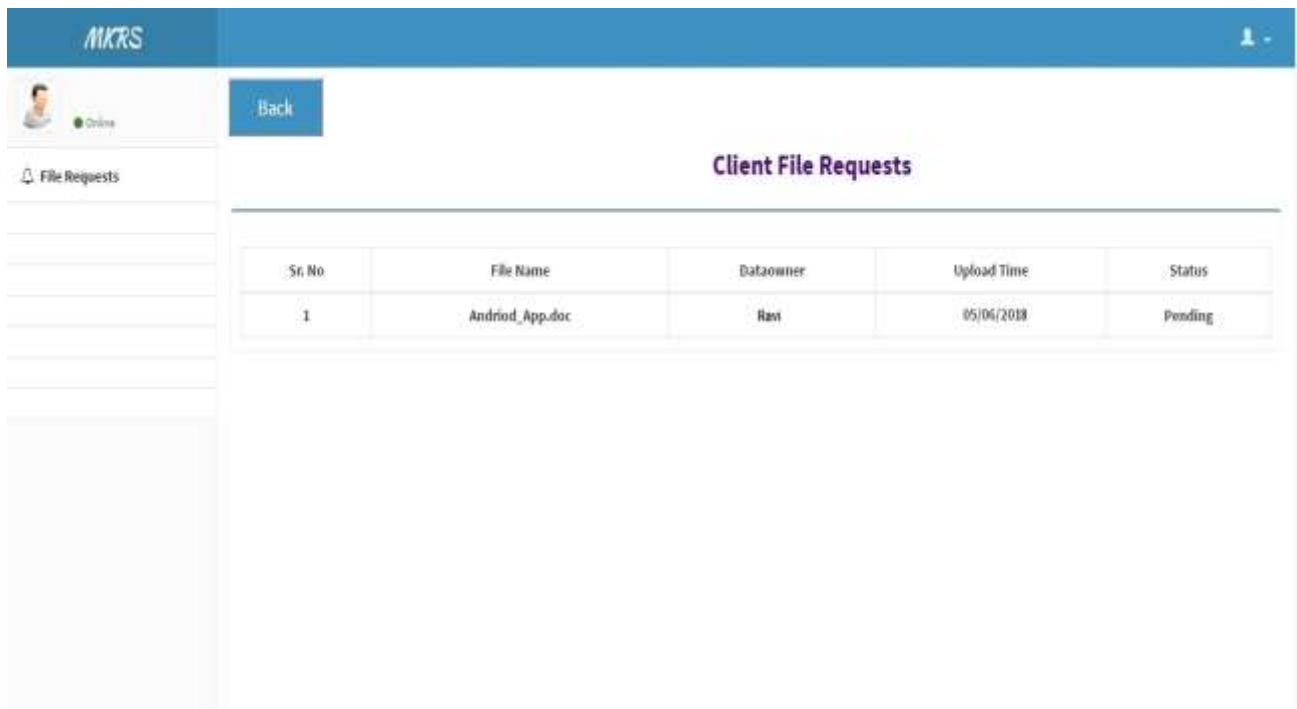 MKRS
Online
Back
File Requests
Client File Requests
Sr. No File Name Dataowner Upload Time Status
1 Andriod_App.doc Ravi 05/06/2018 Pending